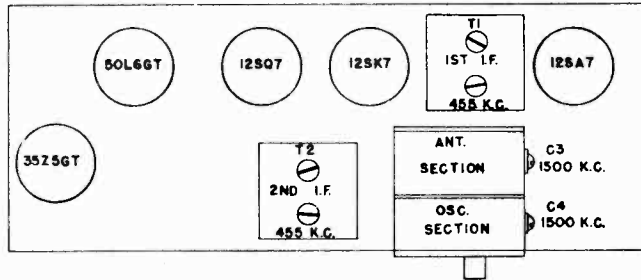 T1
1ST I.F.
455 K.C.
50L6GT
12SQ7
12SK7
12SA7
35Z5GT
T2
2ND I.F.
455 K.C.
ANT.
SECTION
C3
1500 K.C.
OSC.
SECTION
C4
1500 K.C.